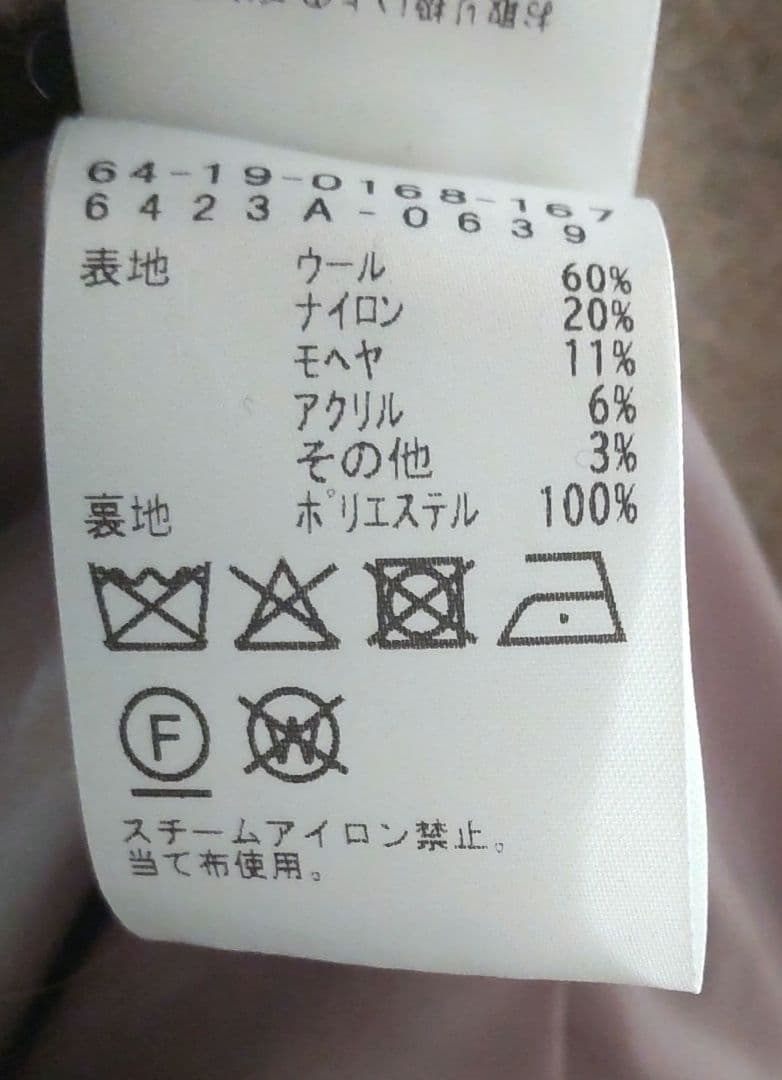 64-19-0168-167
6423A-0639
表地 ウール 60%
ナイロン 20%
モヘヤ 11%
アクリル 6%
その他 3%
裏地 ポリエステル 100%
F W
スチームアイロン禁止。
当て布使用。